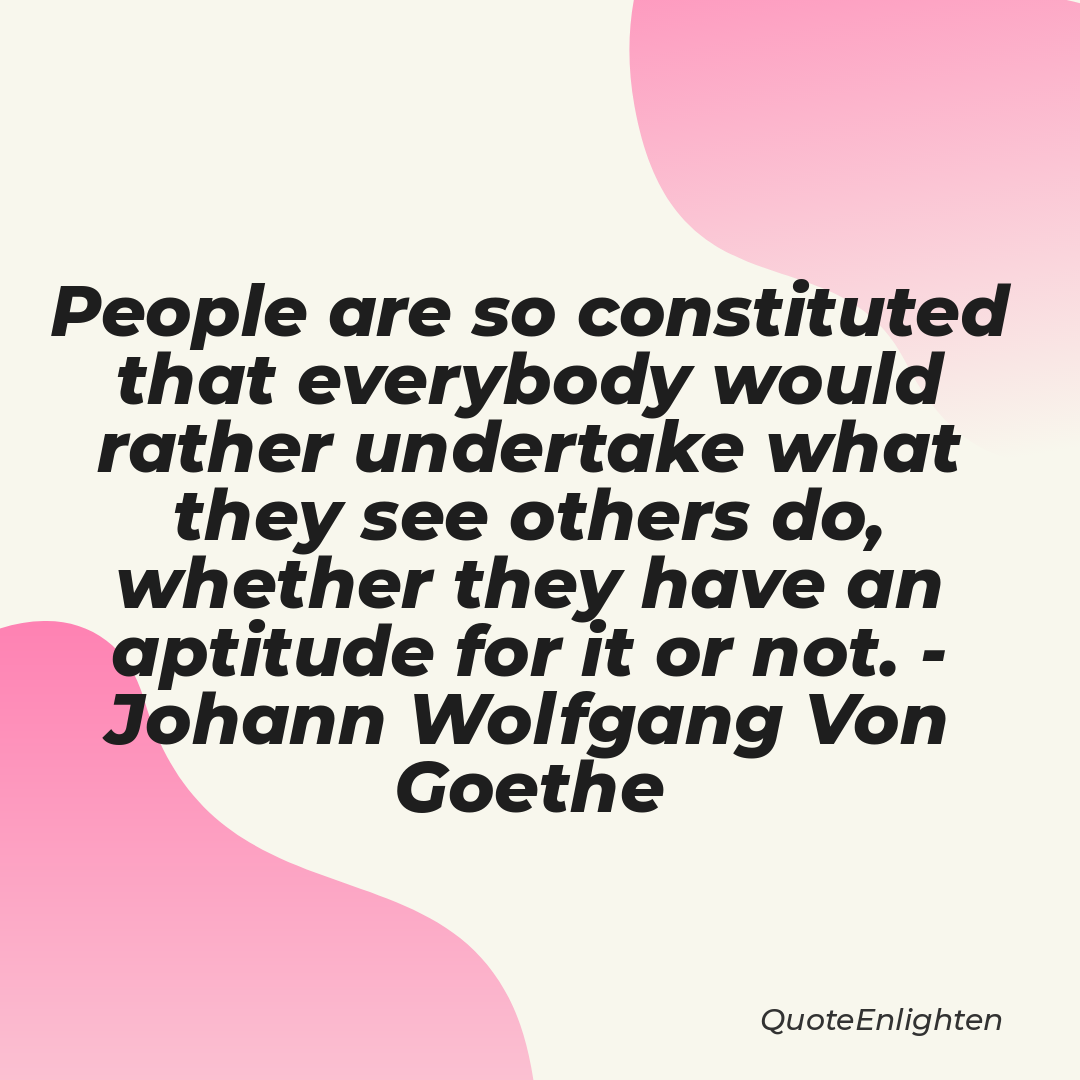 People are so constituted
that everybody would
rather undertake what
they see others do,
whether they have an
aptitude for it or not. -
Johann Wolfgang Von
Goethe
QuoteEnlighten